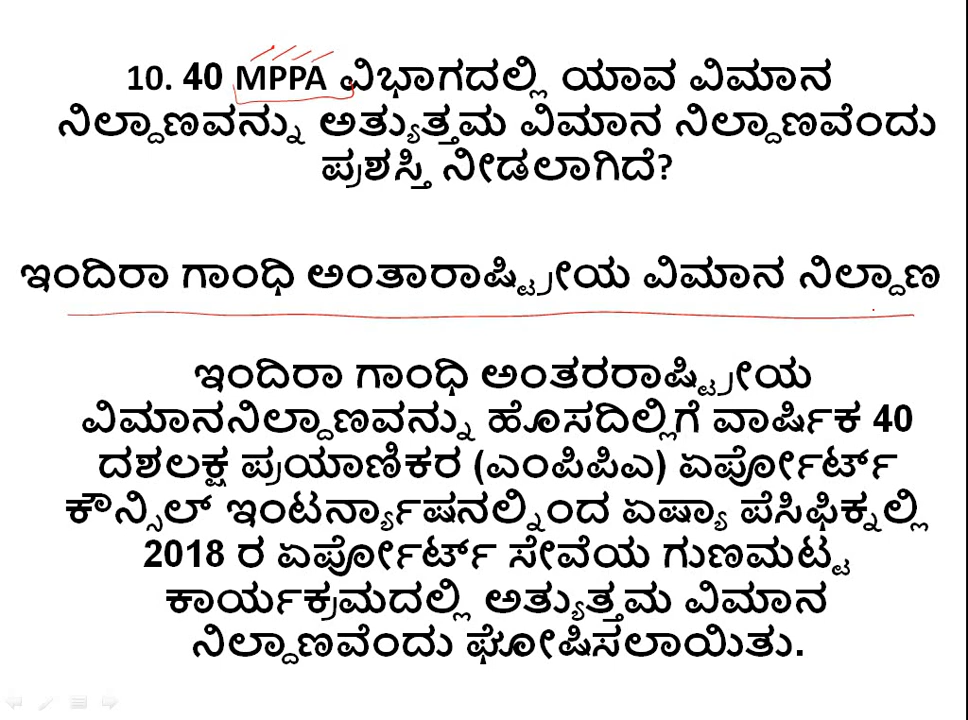 10. 40 MPPA ವಿಭಾಗದಲ್ಲಿ ಯಾವ ವಿಮಾನ
ನಿಲ್ದಾಣವನ್ನು ಅತ್ಯುತ್ತಮ ವಿಮಾನ ನಿಲ್ದಾಣವೆಂದು
ಪ್ರಶಸ್ತಿ ನೀಡಲಾಗಿದೆ?
ಇಂದಿರಾ ಗಾಂಧಿ ಅಂತಾರಾಷ್ಟ್ರೀಯ ವಿಮಾನ ನಿಲ್ದಾಣ
ಇಂದಿರಾ ಗಾಂಧಿ ಅಂತರರಾಷ್ಟ್ರೀಯ
ವಿಮಾನನಿಲ್ದಾಣವನ್ನು ಹೊಸದಿಲ್ಲಿಗೆ ವಾರ್ಷಿಕ 40
ದಶಲಕ್ಷ ಪ್ರಯಾಣಿಕರ (ಎಂಪಿಪಿಎ) ಏರ್ಪೋರ್ಟ್
ಕೌನ್ಸಿಲ್ ಇಂಟರ್ನ್ಯಾಷನಲ್ನಿಂದ ಏಷ್ಯಾ ಪೆಸಿಫಿಕ್ನಲ್ಲಿ
2018 ರ ಏರ್ಪೋರ್ಟ್ ಸೇವೆಯ ಗುಣಮಟ್ಟ
ಕಾರ್ಯಕ್ರಮದಲ್ಲಿ ಅತ್ಯುತ್ತಮ ವಿಮಾನ
ನಿಲ್ದಾಣವೆಂದು ಘೋಷಿಸಲಾಯಿತು.